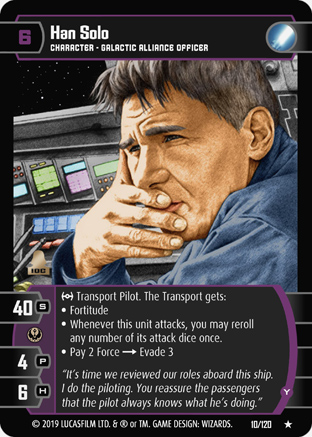 6 Han Solo
CHARACTER • GALACTIC ALLIANCE OFFICER
10C
40 S
4 P
6 H
Transport Pilot. The Transport gets:
• Fortitude
• Whenever this unit attacks, you may reroll
any number of its attack dice once.
• Pay 2 Force → Evade 3
“It's time we reviewed our roles aboard this ship.
I do the piloting. You reassure the passengers
that the pilot always knows what he's doing.”
Y
© 2019 LUCASFILM LTD. & ® or TM. GAME DESIGN: WIZARDS. 10/120 ★